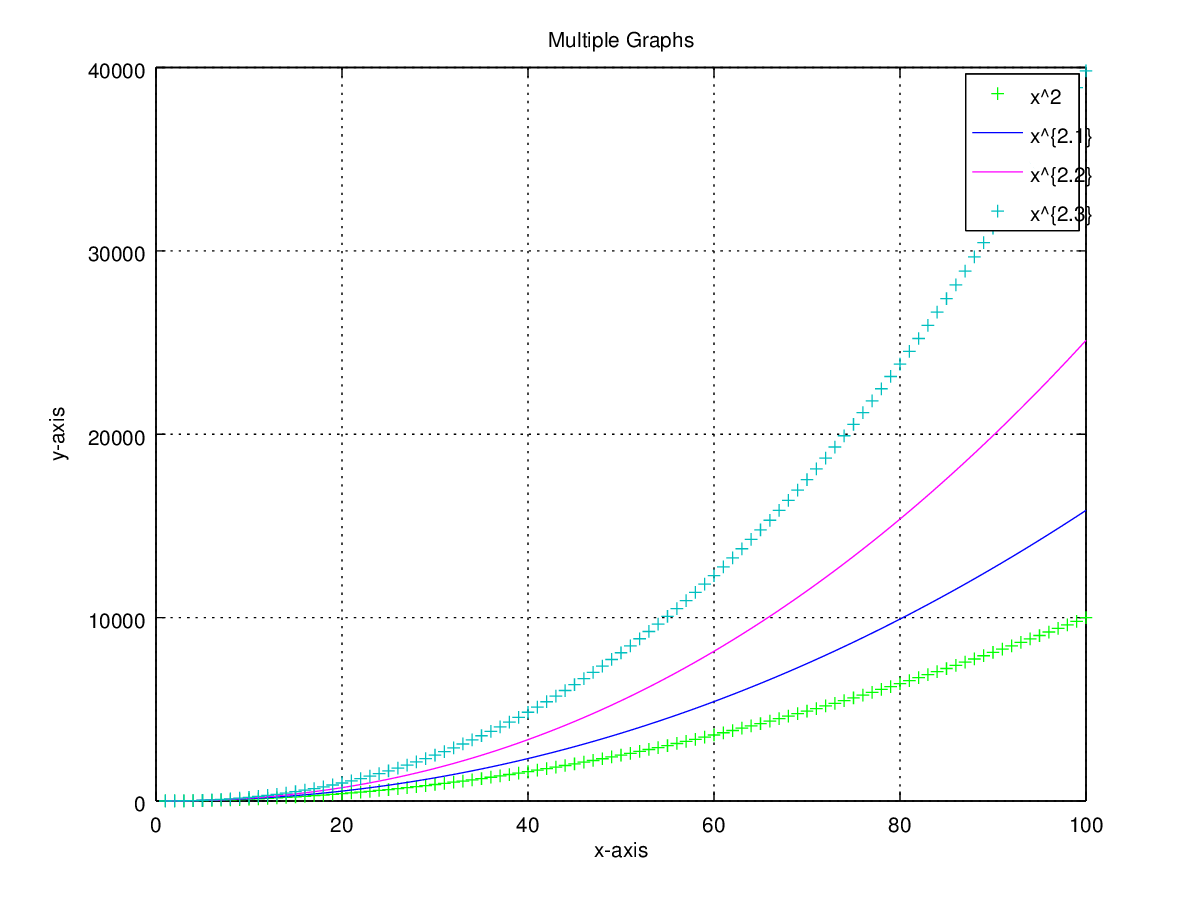 Multiple Graphs
40000
30000
20000
10000
0
y-axis
0 20 40 60 80 100
x-axis
x^2
x^{2.1}
x^{2.2}
x^{2.3}